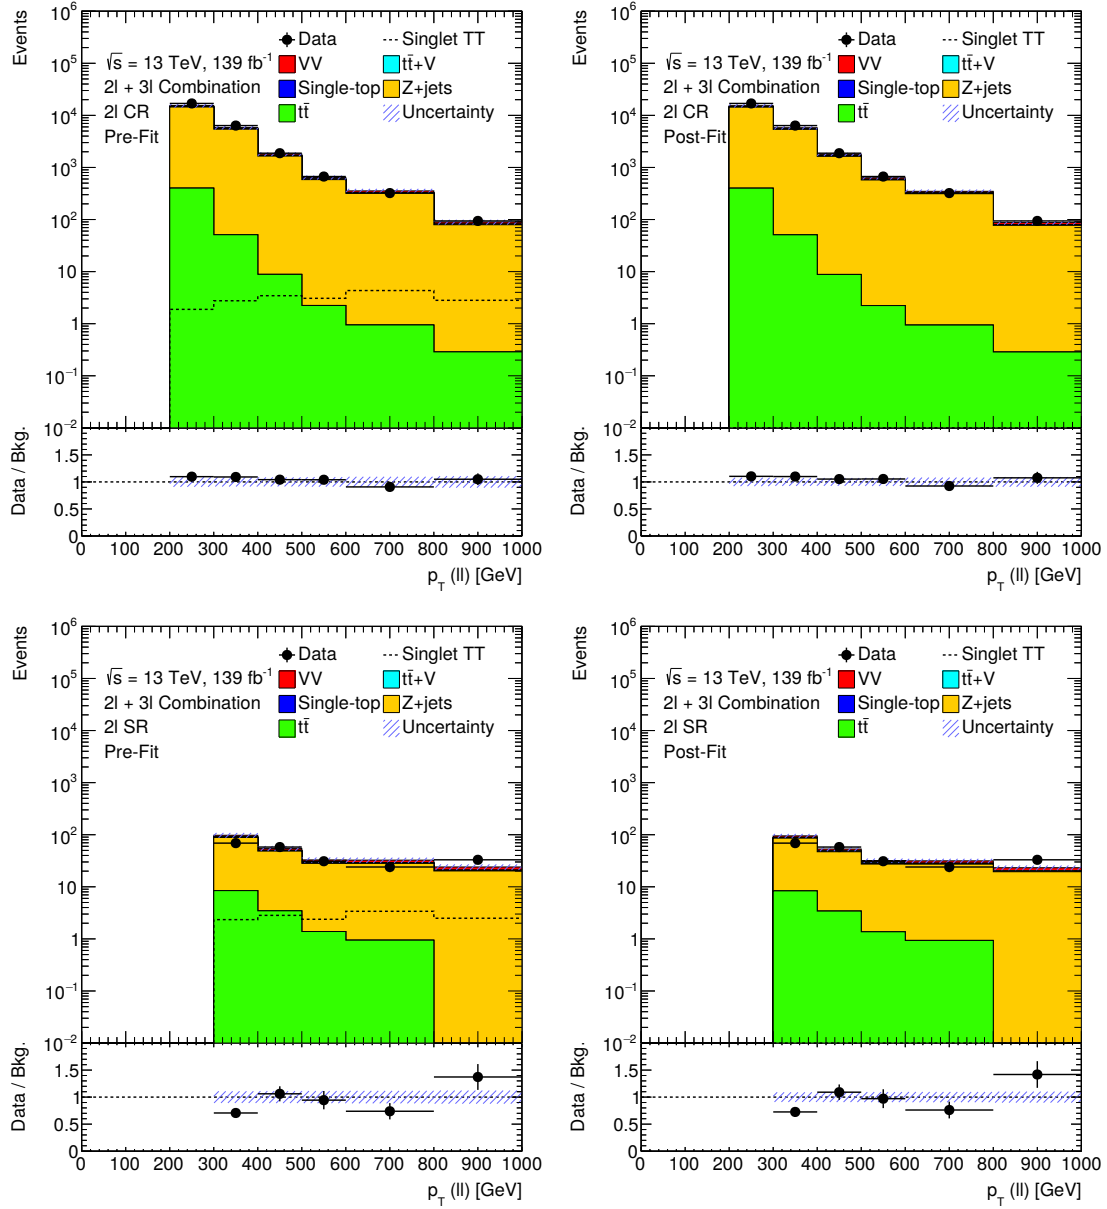 Events
10⁶
10⁵
10⁴
10³
10²
10
1
10⁻¹
10⁻²
√s = 13 TeV, 139 fb⁻¹
2l + 3l Combination
2l CR
Pre-Fit
Data
VV
Single-top
tt̄
Singlet TT
tt̄+V
Z+jets
Uncertainty
Data / Bkg.
1.5
1
0.5
0
0 100 200 300 400 500 600 700 800 900 1000
p_T (ll) [GeV]
Events
10⁶
10⁵
10⁴
10³
10²
10
1
10⁻¹
10⁻²
√s = 13 TeV, 139 fb⁻¹
2l + 3l Combination
2l CR
Post-Fit
Data
VV
Single-top
tt̄
Singlet TT
tt̄+V
Z+jets
Uncertainty
Data / Bkg.
1.5
1
0.5
0
0 100 200 300 400 500 600 700 800 900 1000
p_T (ll) [GeV]
Events
10⁶
10⁵
10⁴
10³
10²
10
1
10⁻¹
10⁻²
√s = 13 TeV, 139 fb⁻¹
2l + 3l Combination
2l SR
Pre-Fit
Data
VV
Single-top
tt̄
Singlet TT
tt̄+V
Z+jets
Uncertainty
Data / Bkg.
1.5
1
0.5
0
0 100 200 300 400 500 600 700 800 900 1000
p_T (ll) [GeV]
Events
10⁶
10⁵
10⁴
10³
10²
10
1
10⁻¹
10⁻²
√s = 13 TeV, 139 fb⁻¹
2l + 3l Combination
2l SR
Post-Fit
Data
VV
Single-top
tt̄
Singlet TT
tt̄+V
Z+jets
Uncertainty
Data / Bkg.
1.5
1
0.5
0
0 100 200 300 400 500 600 700 800 900 1000
p_T (ll) [GeV]